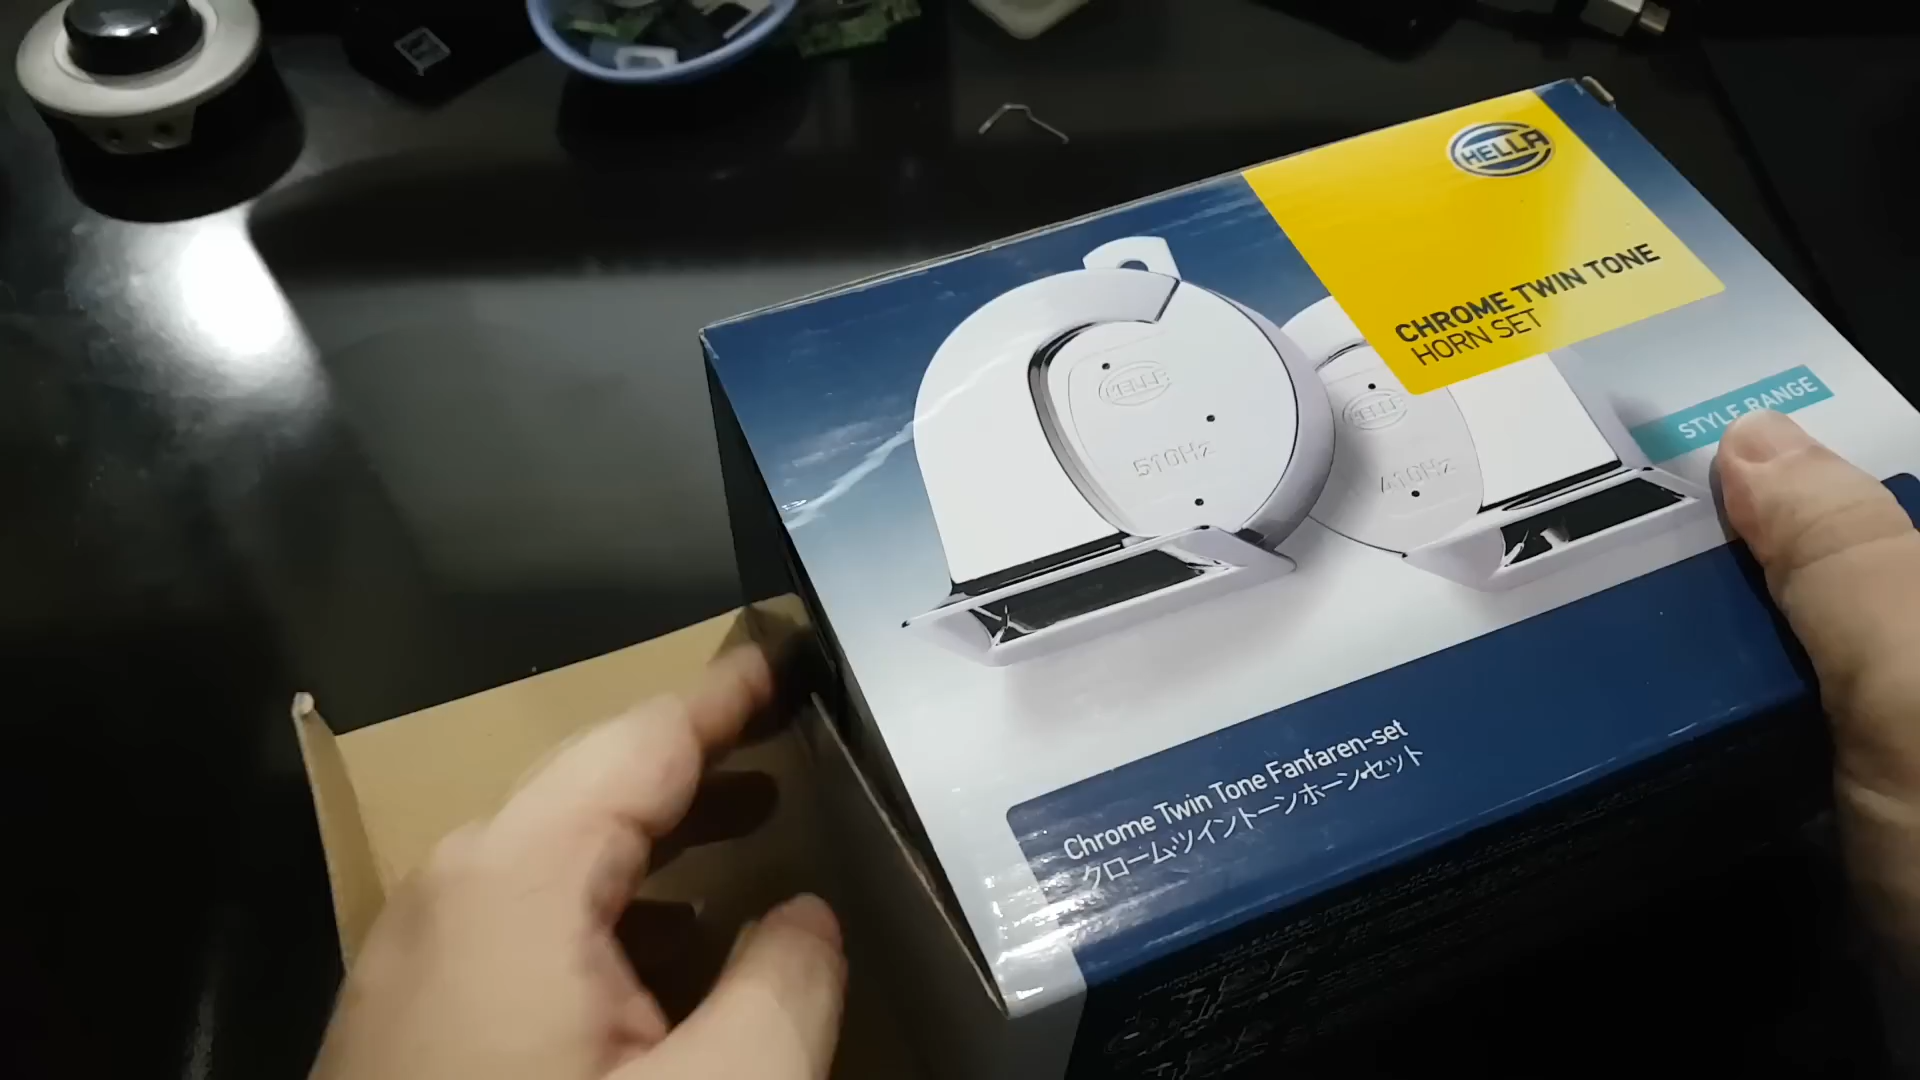 HELLA
CHROME TWIN TONE
HORN SET
STYLE RANGE
HELLA
510Hz
HELLA
410Hz
Chrome Twin Tone Fanfaren-set
クローム・ツイントーンホーンセット